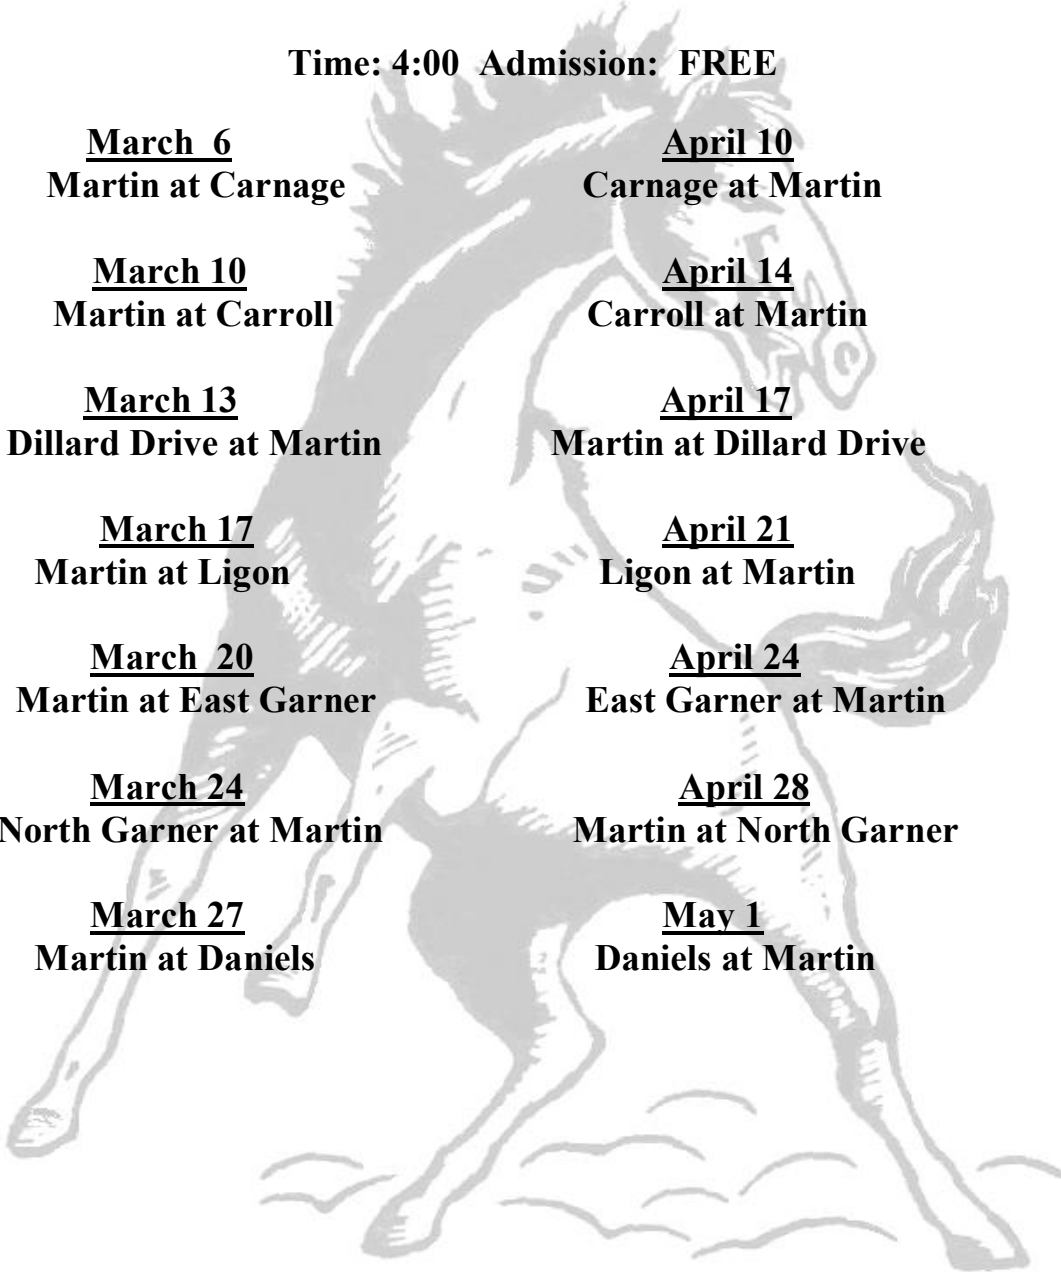 Time: 4:00 Admission: FREE
March 6
Martin at Carnage
March 10
Martin at Carroll
March 13
Dillard Drive at Martin
March 17
Martin at Ligon
March 20
Martin at East Garner
March 24
North Garner at Martin
March 27
Martin at Daniels
April 10
Carnage at Martin
April 14
Carroll at Martin
April 17
Martin at Dillard Drive
April 21
Ligon at Martin
April 24
East Garner at Martin
April 28
Martin at North Garner
May 1
Daniels at Martin